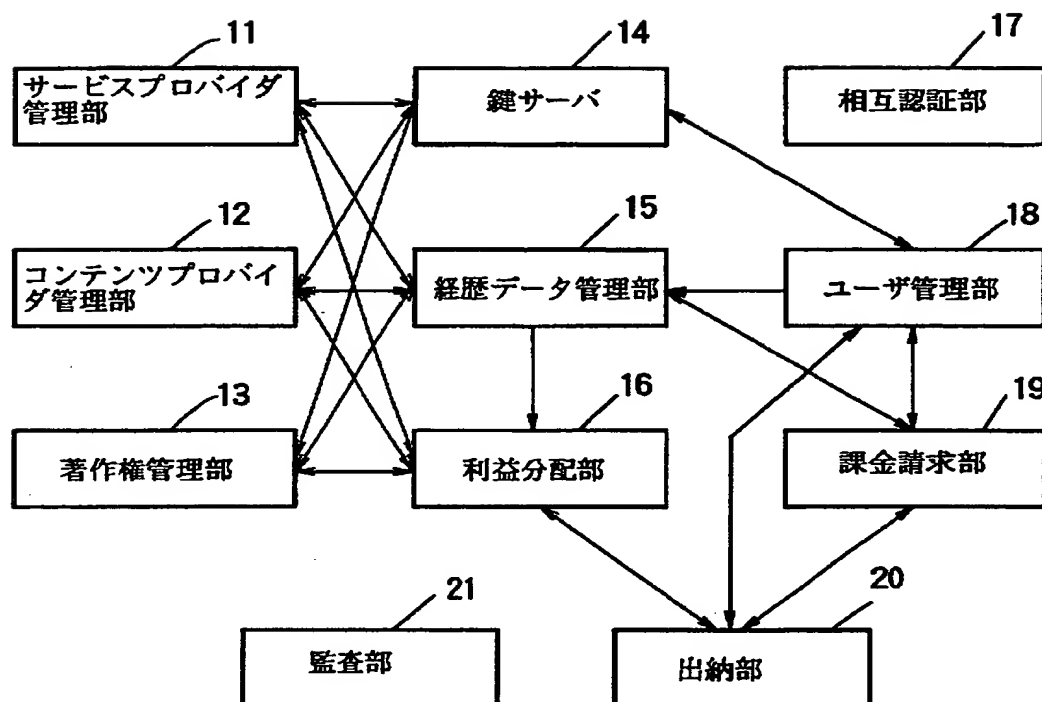 11
サービスプロバイダ
管理部
14
鍵サーバ
17
相互認証部
12
コンテンツプロバイ
ダ管理部
15
経歴データ管理部
18
ユーザ管理部
13
著作権管理部
16
利益分配部
19
課金請求部
21
監査部
20
出納部